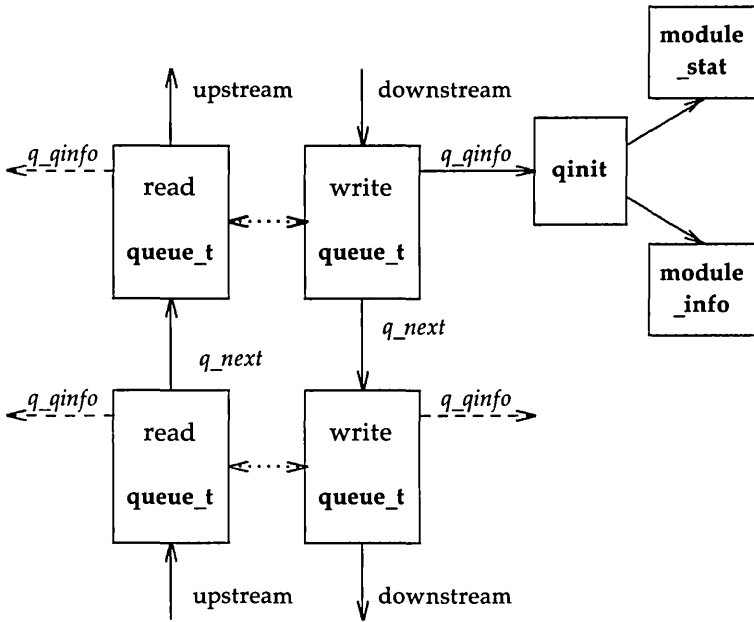 module
_stat
upstream
downstream
q_qinfo
q_qinfo
read
write
qinit
queue_t
queue_t
module
_info
q_next
q_next
q_qinfo
q_qinfo
read
write
queue_t
queue_t
upstream
downstream